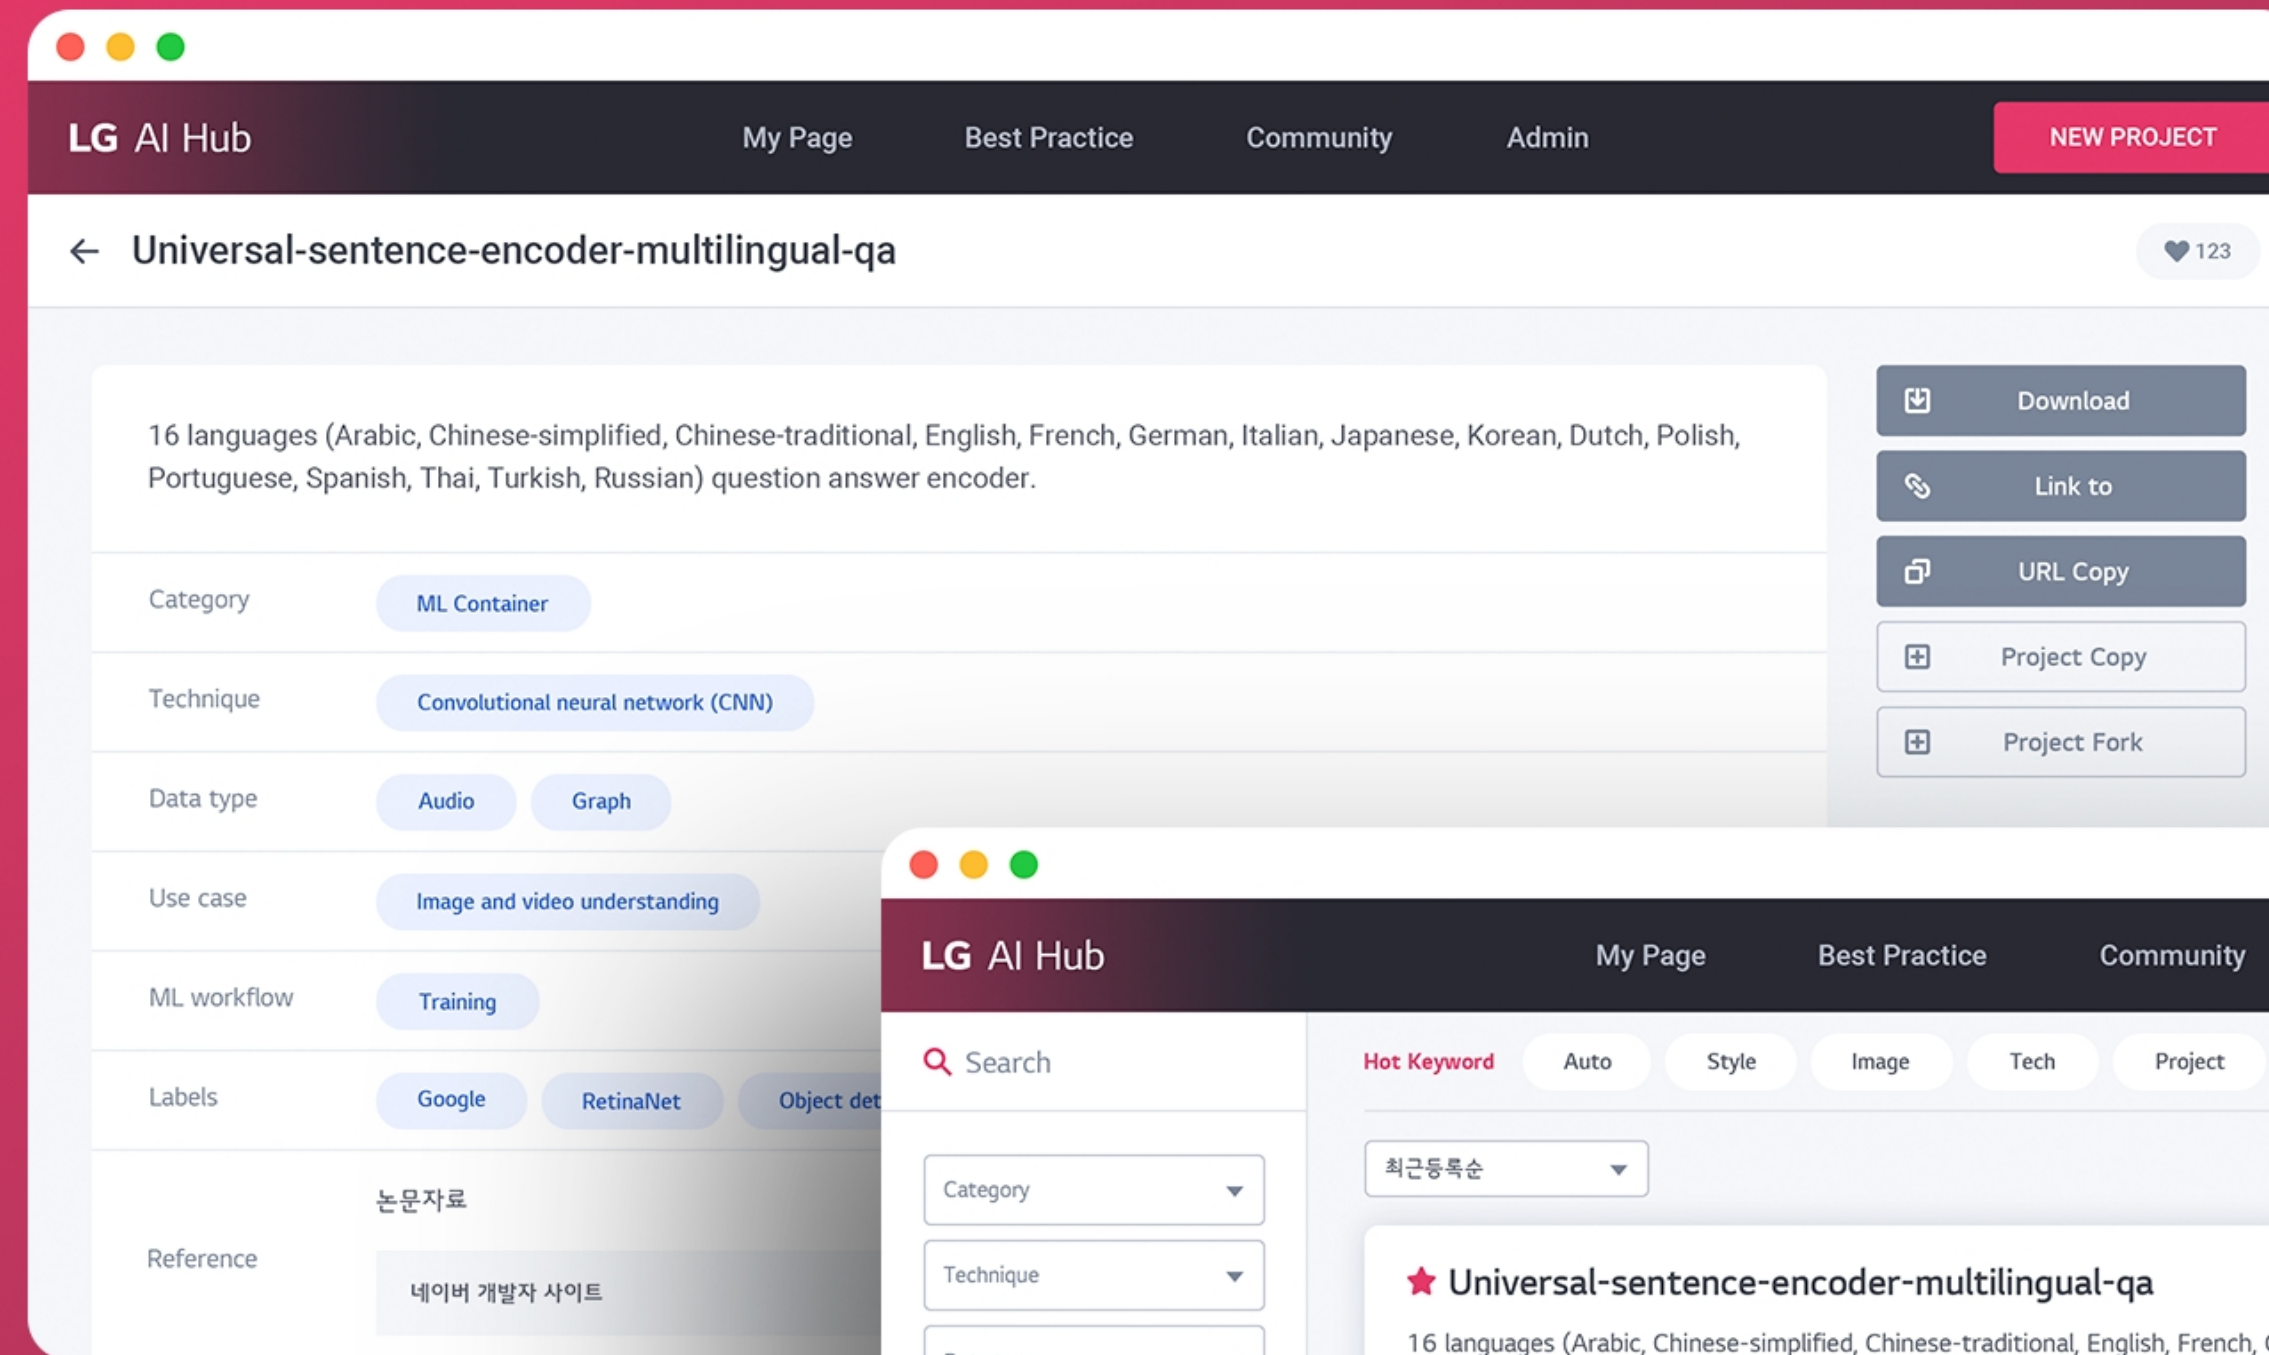 LG AI Hub
My Page
Best Practice
Community
Admin
NEW PROJECT
Universal-sentence-encoder-multilingual-qa
123
16 languages (Arabic, Chinese-simplified, Chinese-traditional, English, French, German, Italian, Japanese, Korean, Dutch, Polish,
Portuguese, Spanish, Thai, Turkish, Russian) question answer encoder.
Download
Link to
URL Copy
Project Copy
Project Fork
Category
ML Container
Technique
Convolutional neural network (CNN)
Data type
Audio
Graph
Use case
Image and video understanding
ML workflow
Training
Labels
Google
RetinaNet
Object
Reference
논문자료
네이버 개발자 사이트
LG AI Hub
My Page
Best Practice
Community
Search
Hot Keyword
Auto
Style
Image
Tech
Project
Category
Technique
최근등록순
Universal-sentence-encoder-multilingual-qa
16 languages (Arabic, Chinese-simplified, Chinese-traditional, English, French,